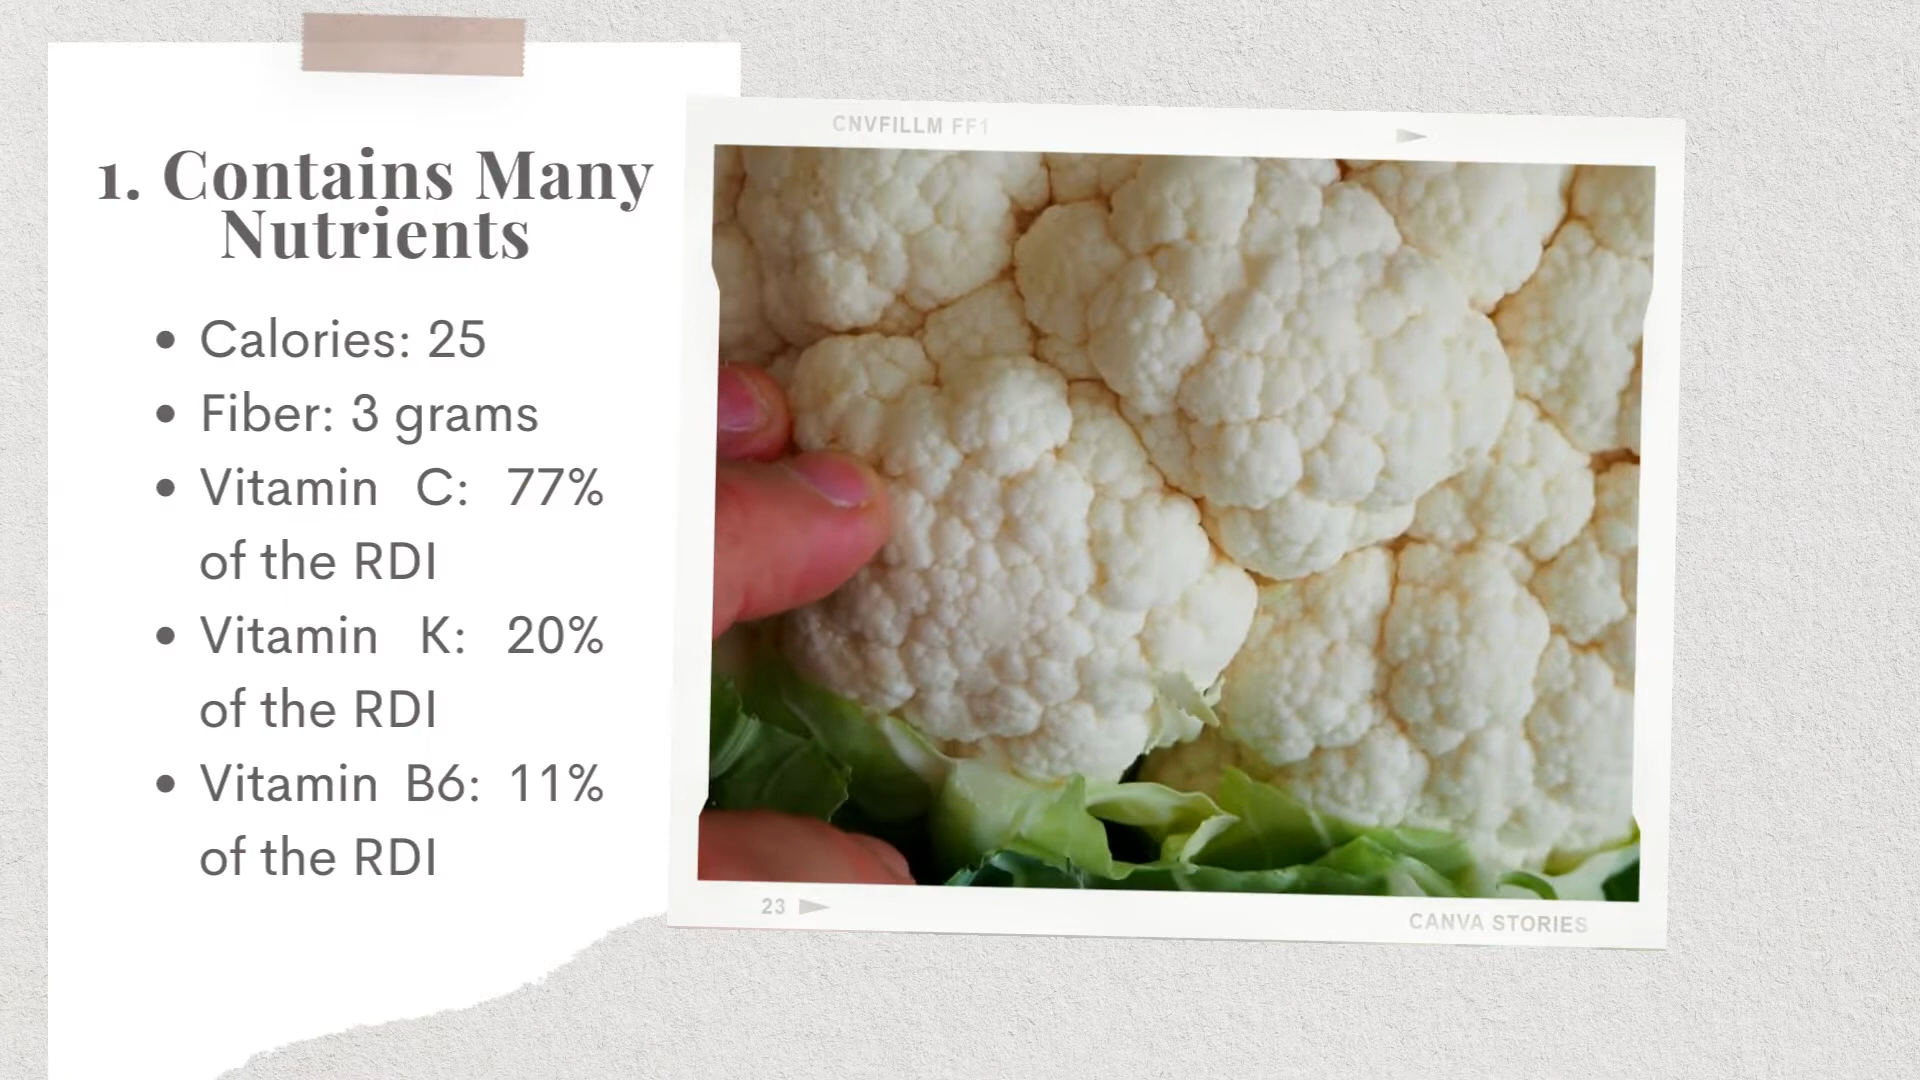 1. Contains Many
Nutrients
• Calories: 25
• Fiber: 3 grams
• Vitamin C: 77%
of the RDI
• Vitamin K: 20%
of the RDI
• Vitamin B6: 11%
of the RDI
CNVFILLM FF1
23
CANVA STORIES